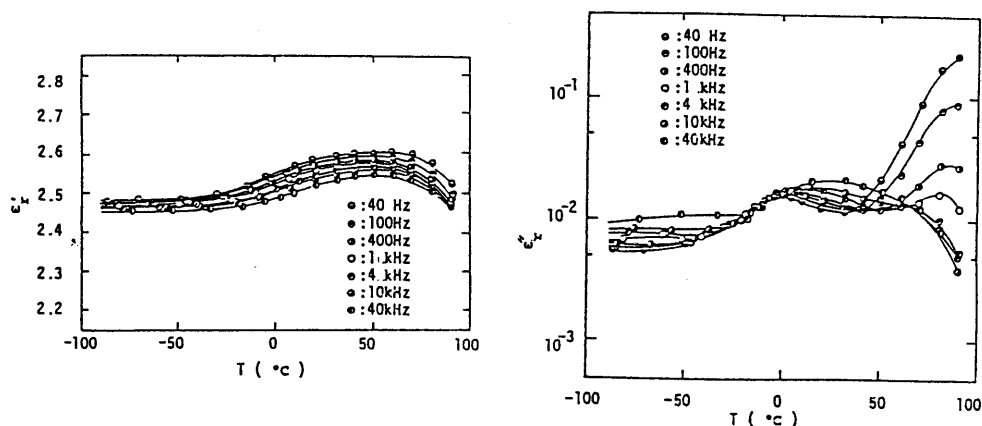 2.8
2.7
2.6
2.5
2.4
2.3
2.2
ε'r
:40 Hz
:100Hz
:400Hz
:1 kHz
:4 kHz
:10kHz
:40kHz
-100 -50 0 50 100
T ( °C )
:40 Hz
:100Hz
:400Hz
:1 kHz
:4 kHz
:10kHz
:40kHz
10⁻¹
10⁻²
10⁻³
ε"r
-100 -50 0 50 100
T ( °C )